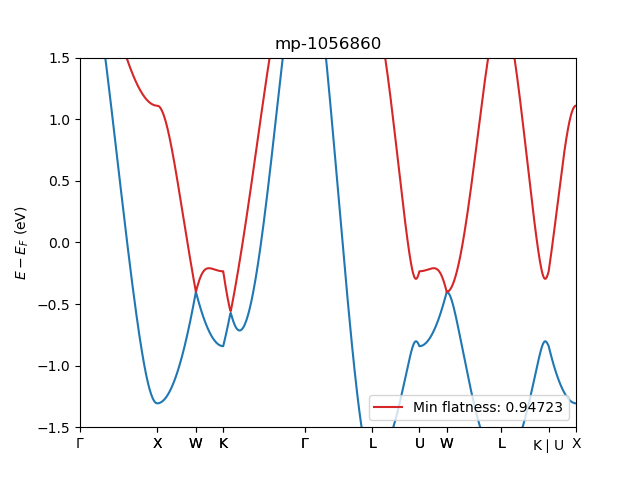 mp-1056860
E − E_F (eV)
1.5
1.0
0.5
0.0
−0.5
−1.0
−1.5
Min flatness: 0.94723
Γ X W K Γ L U W L K | U X